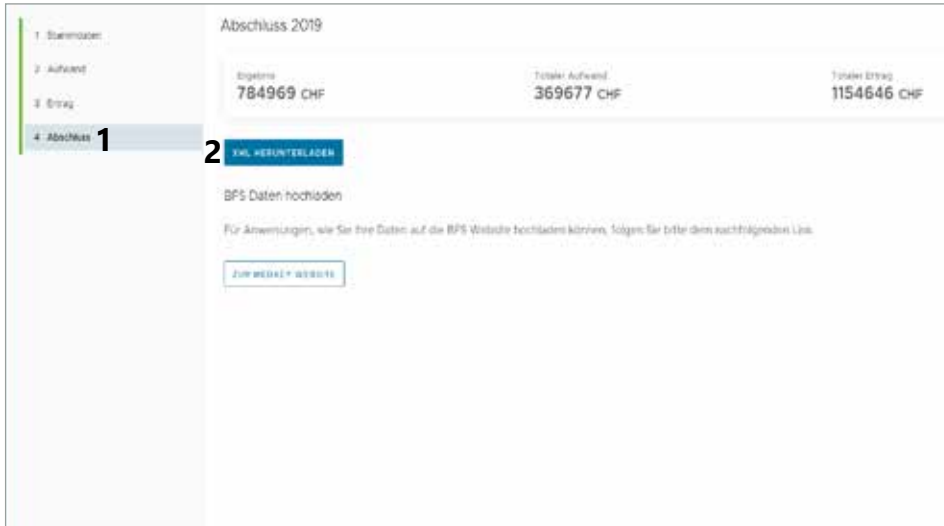 Abschluss 2019
1 Stammdaten
2 Aufwand
3 Ertrag
4 Abschluss 1
Ergebnis
784969 CHF
Totaler Aufwand
369677 CHF
Totaler Ertrag
1154646 CHF
2 XML HERUNTERLADEN
BFS Daten hochladen
Für Anweisungen, wie Sie Ihre Daten auf die BFS Website hochladen können, folgen Sie bitte dem nachfolgenden Link.
ZUR WEBSITE